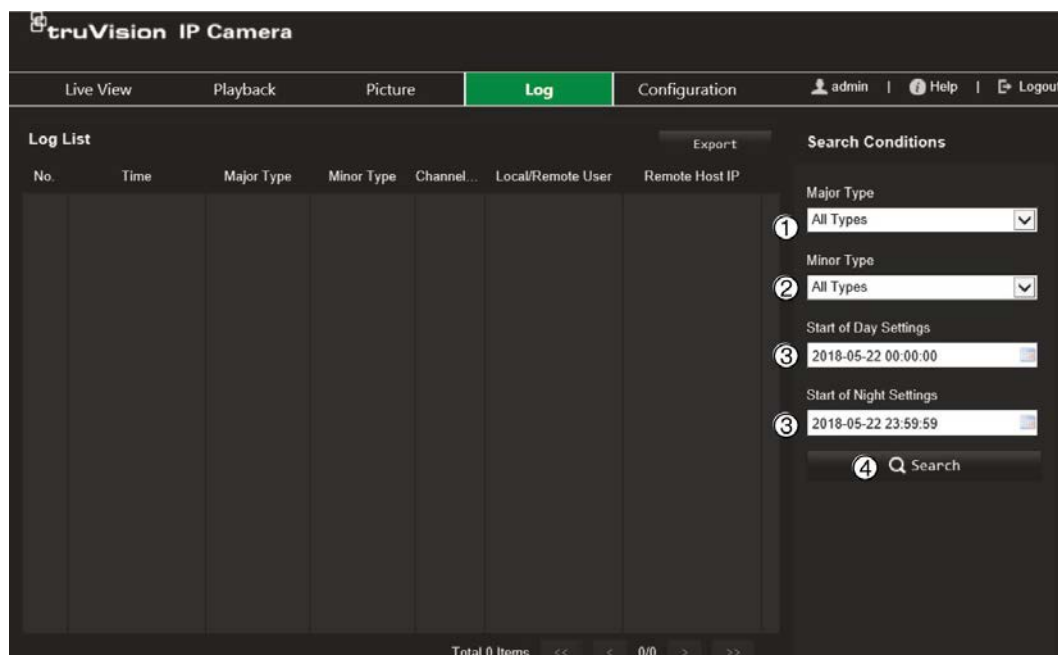 truVision IP Camera
Live View Playback Picture Log Configuration admin | Help | Logout
Log List
Export
No. Time Major Type Minor Type Channel... Local/Remote User Remote Host IP
Search Conditions
Major Type
① All Types
Minor Type
② All Types
Start of Day Settings
③ 2018-05-22 00:00:00
Start of Night Settings
③ 2018-05-22 23:59:59
④ Search
Total 0 Items << < 0/0 > >>